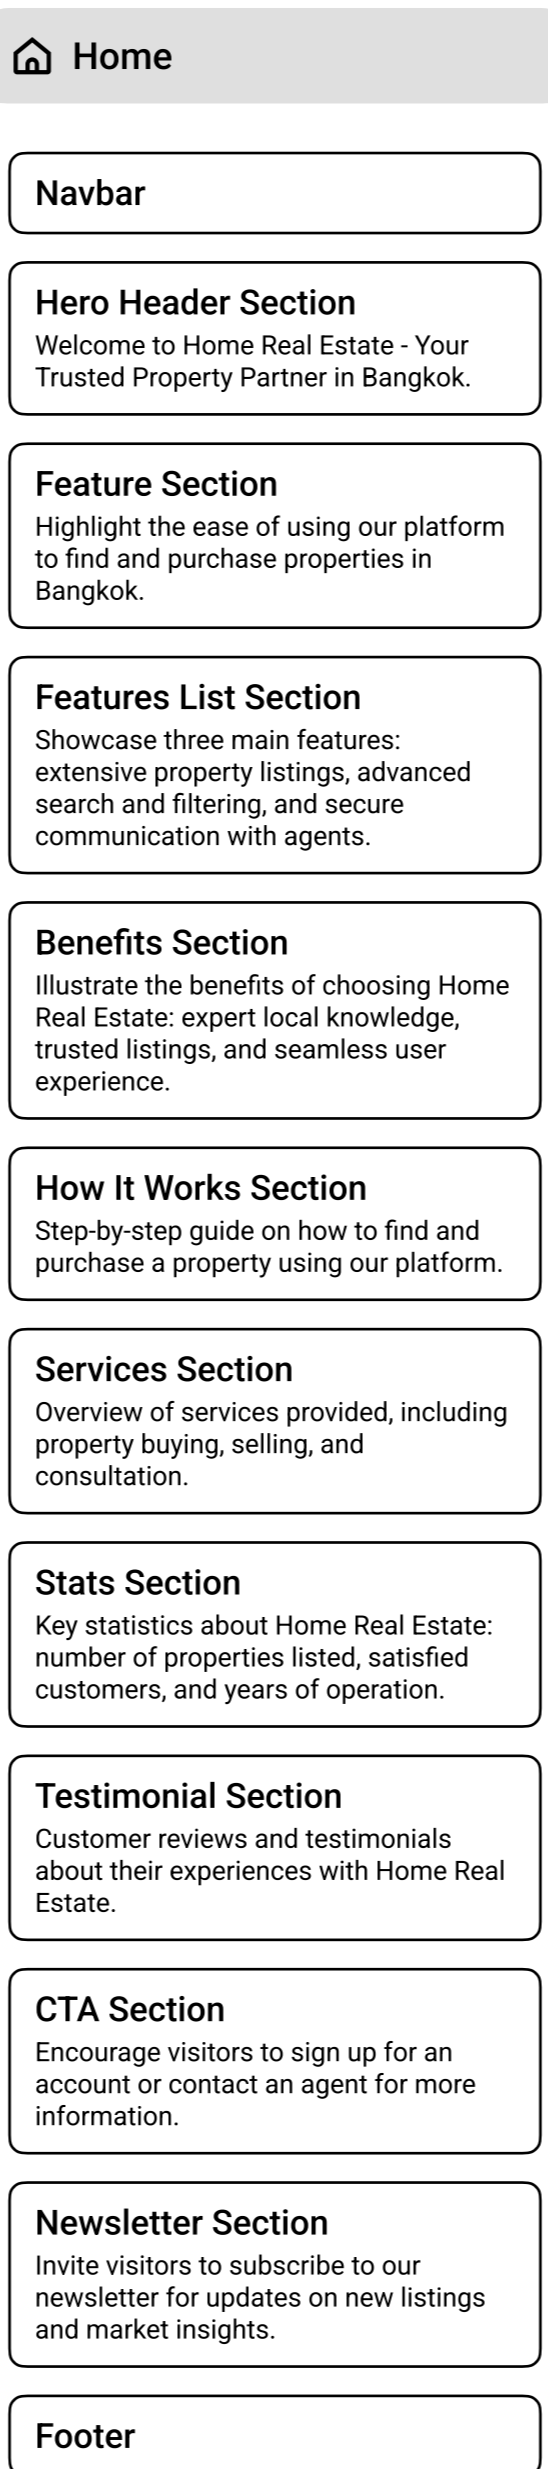 Home
Navbar
Hero Header Section
Welcome to Home Real Estate - Your
Trusted Property Partner in Bangkok.
Feature Section
Highlight the ease of using our platform
to find and purchase properties in
Bangkok.
Features List Section
Showcase three main features:
extensive property listings, advanced
search and filtering, and secure
communication with agents.
Benefits Section
Illustrate the benefits of choosing Home
Real Estate: expert local knowledge,
trusted listings, and seamless user
experience.
How It Works Section
Step-by-step guide on how to find and
purchase a property using our platform.
Services Section
Overview of services provided, including
property buying, selling, and
consultation.
Stats Section
Key statistics about Home Real Estate:
number of properties listed, satisfied
customers, and years of operation.
Testimonial Section
Customer reviews and testimonials
about their experiences with Home Real
Estate.
CTA Section
Encourage visitors to sign up for an
account or contact an agent for more
information.
Newsletter Section
Invite visitors to subscribe to our
newsletter for updates on new listings
and market insights.
Footer